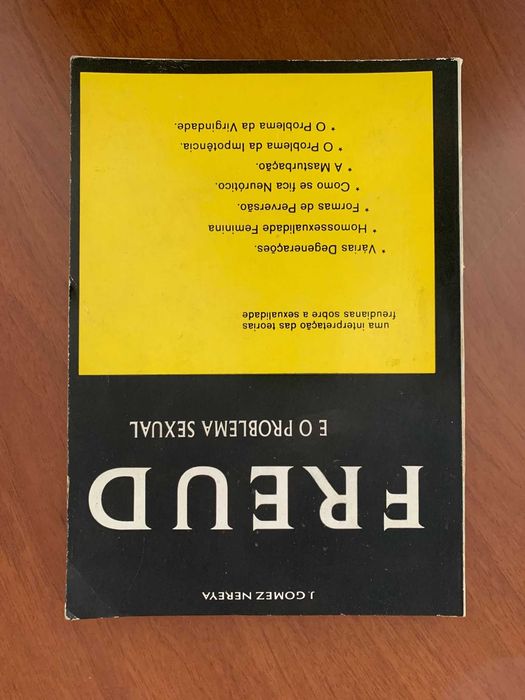 J. GOMEZ NEREYA
FREUD
E O PROBLEMA SEXUAL
uma interpretação das teorias
freudianas sobre a sexualidade
* Várias Degenerações.
* Homossexualidade Feminina
* Formas de Perversão.
* Como se fica Neurótico.
* A Masturbação.
* O Problema da Impotência.
* O Problema da Virgindade.